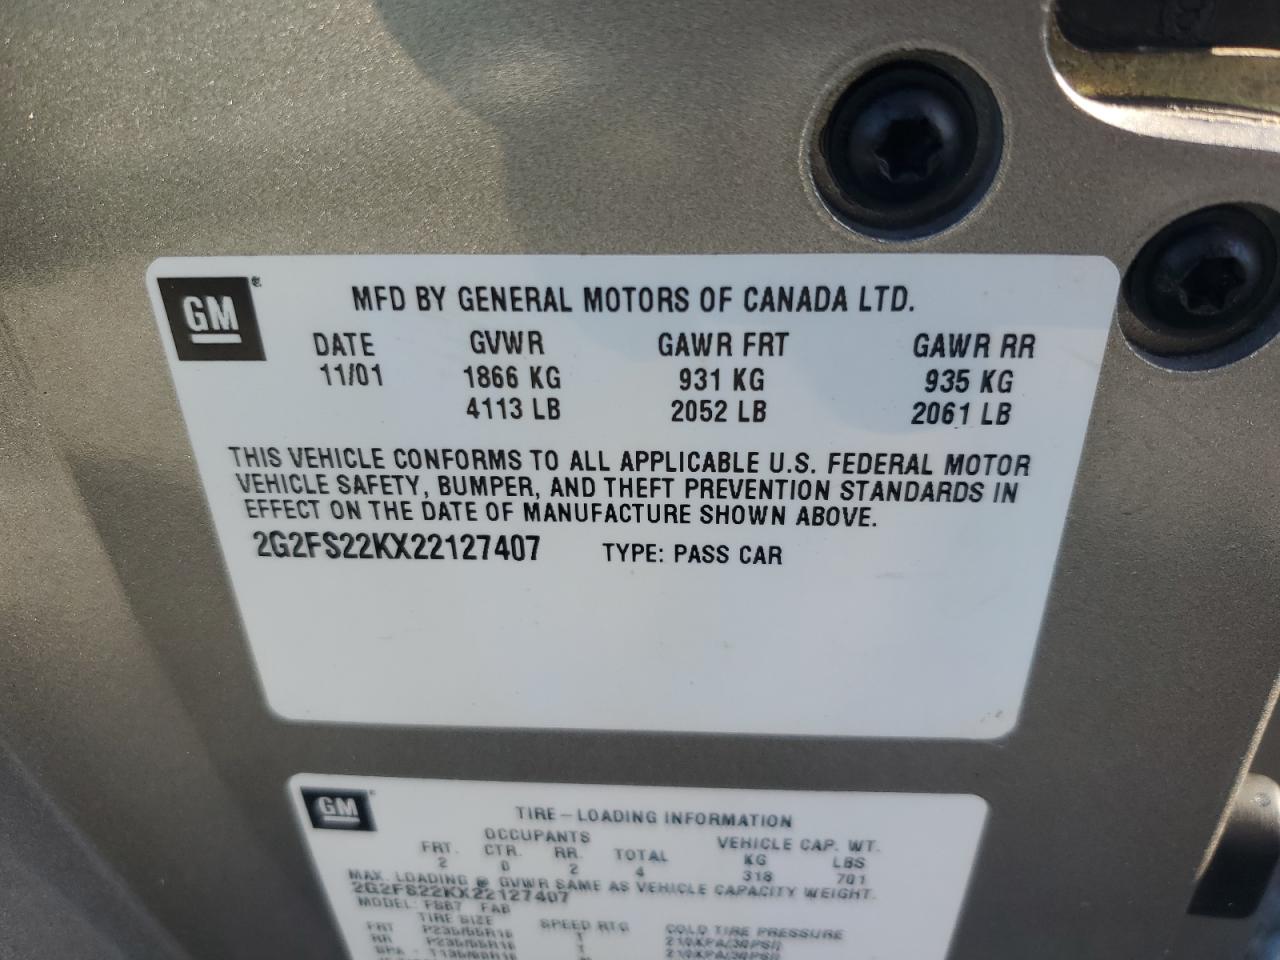 GM
MFD BY GENERAL MOTORS OF CANADA LTD.
DATE GVWR GAWR FRT GAWR RR
11/01 1866 KG 931 KG 935 KG
4113 LB 2052 LB 2061 LB
THIS VEHICLE CONFORMS TO ALL APPLICABLE U.S. FEDERAL MOTOR
VEHICLE SAFETY, BUMPER, AND THEFT PREVENTION STANDARDS IN
EFFECT ON THE DATE OF MANUFACTURE SHOWN ABOVE.
2G2FS22KX22127407 TYPE: PASS CAR
GM
TIRE-LOADING INFORMATION
OCCUPANTS VEHICLE CAP. WT.
FRT. CTR. RR. TOTAL KG LBS
2 0 2 4 318 701
MAX. LOADING @ GVWR SAME AS VEHICLE CAPACITY WEIGHT.
2G2FS22KX22127407
MODEL:
TIRE SIZE SPEED RTG COLD TIRE PRESSURE
FRT
RR